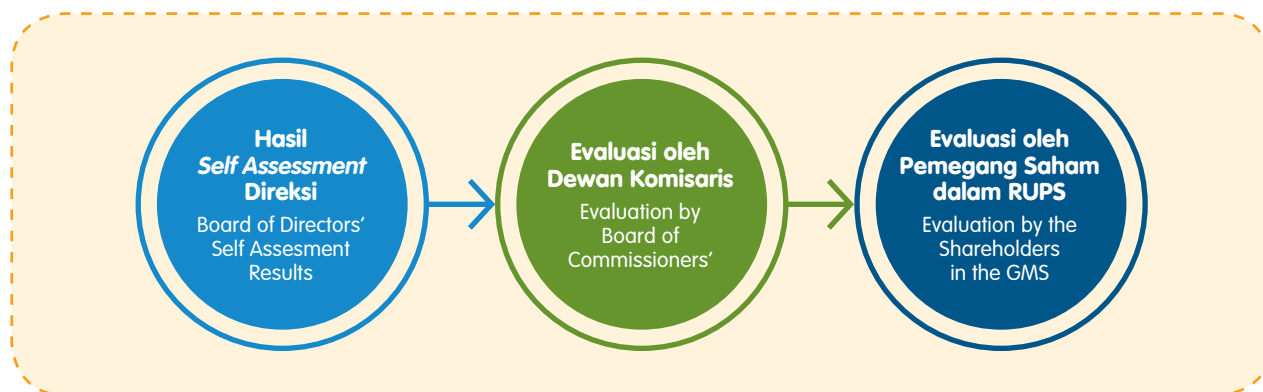 Hasil
Self Assessment
Direksi
Board of Directors’
Self Assesment
Results
Evaluasi oleh
Dewan Komisaris
Evaluation by
Board of
Commissioners’
Evaluasi oleh
Pemegang Saham
dalam RUPS
Evaluation by the
Shareholders
in the GMS